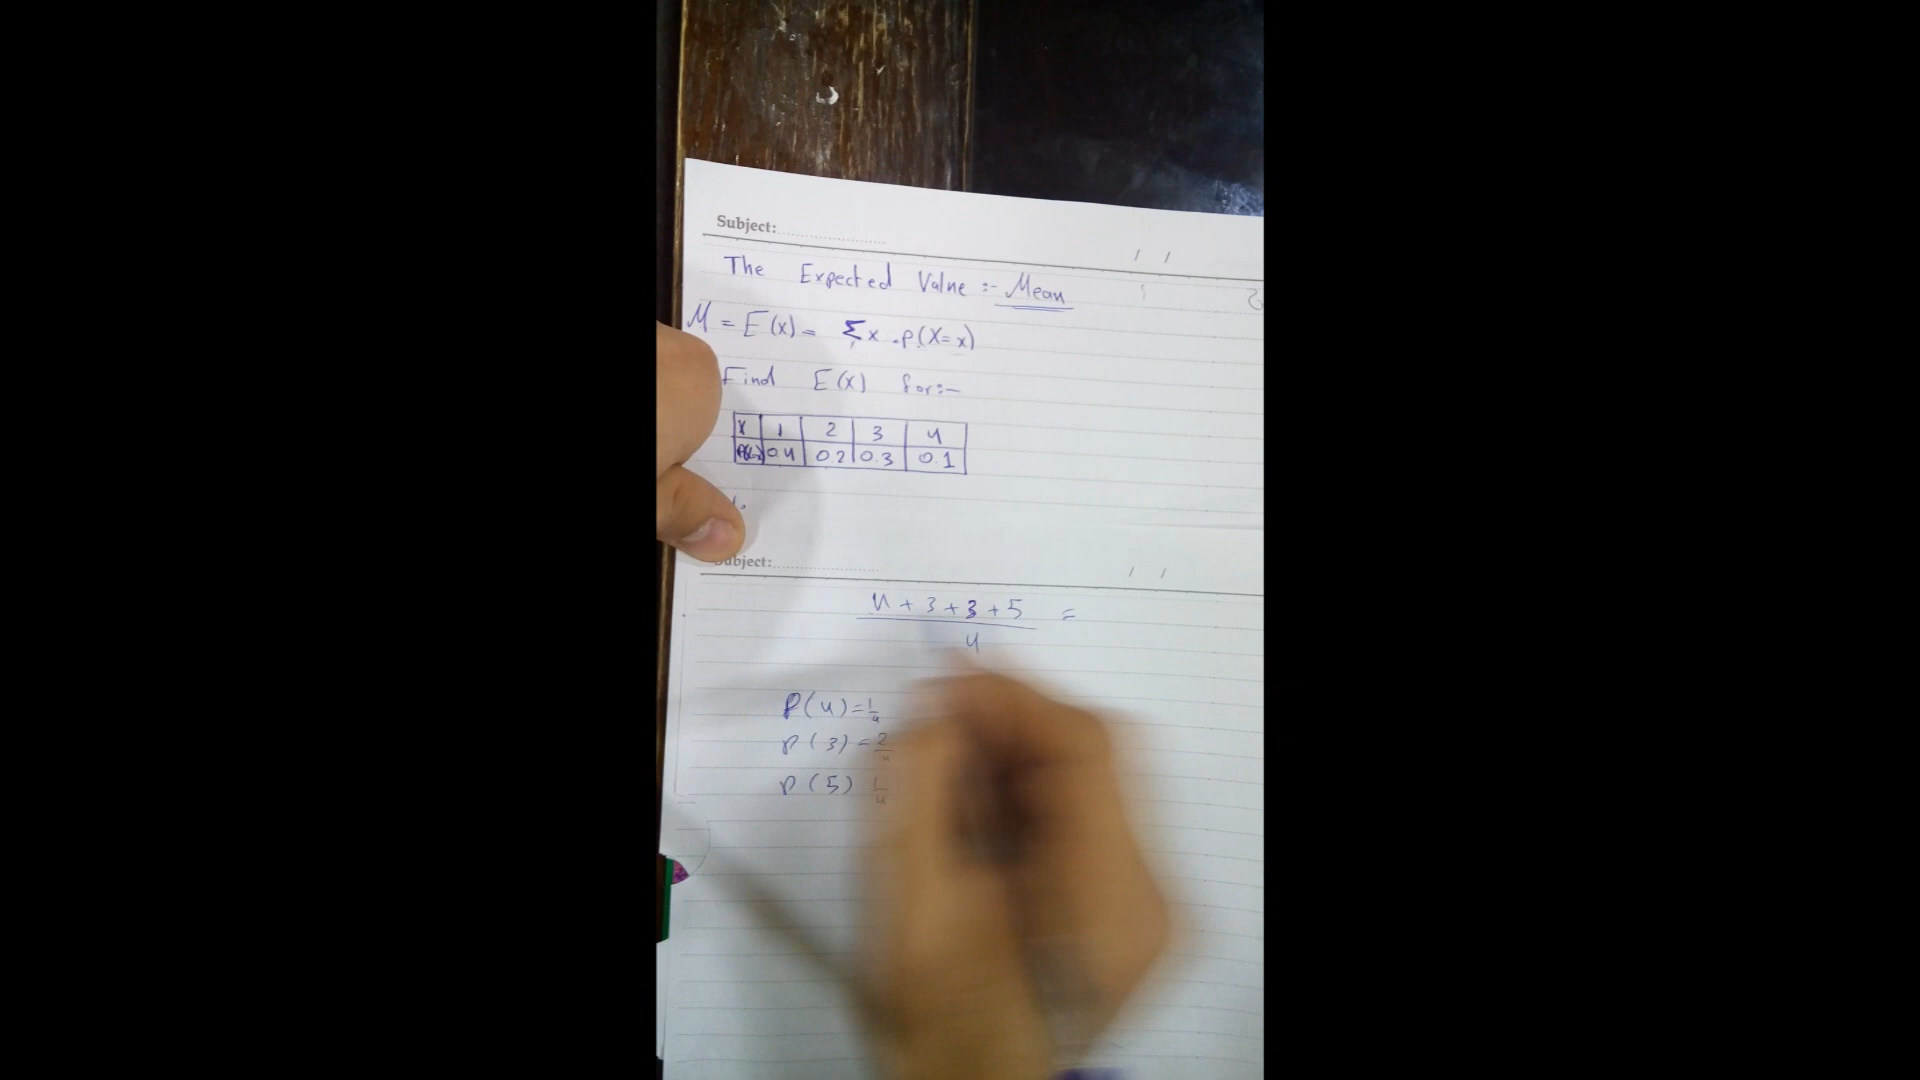 Subject:
/ /
The Expected Value :- Mean
M = E(x) = Σx . P(X=x)
Find E(X) for:-
X 1 2 3 4
0.4 0.2 0.3 0.1
Subject:
/ /
4 + 3 + 3 + 5 =
4
P(4) = 1/4
P(3) = 2/4
P(5) 1/4